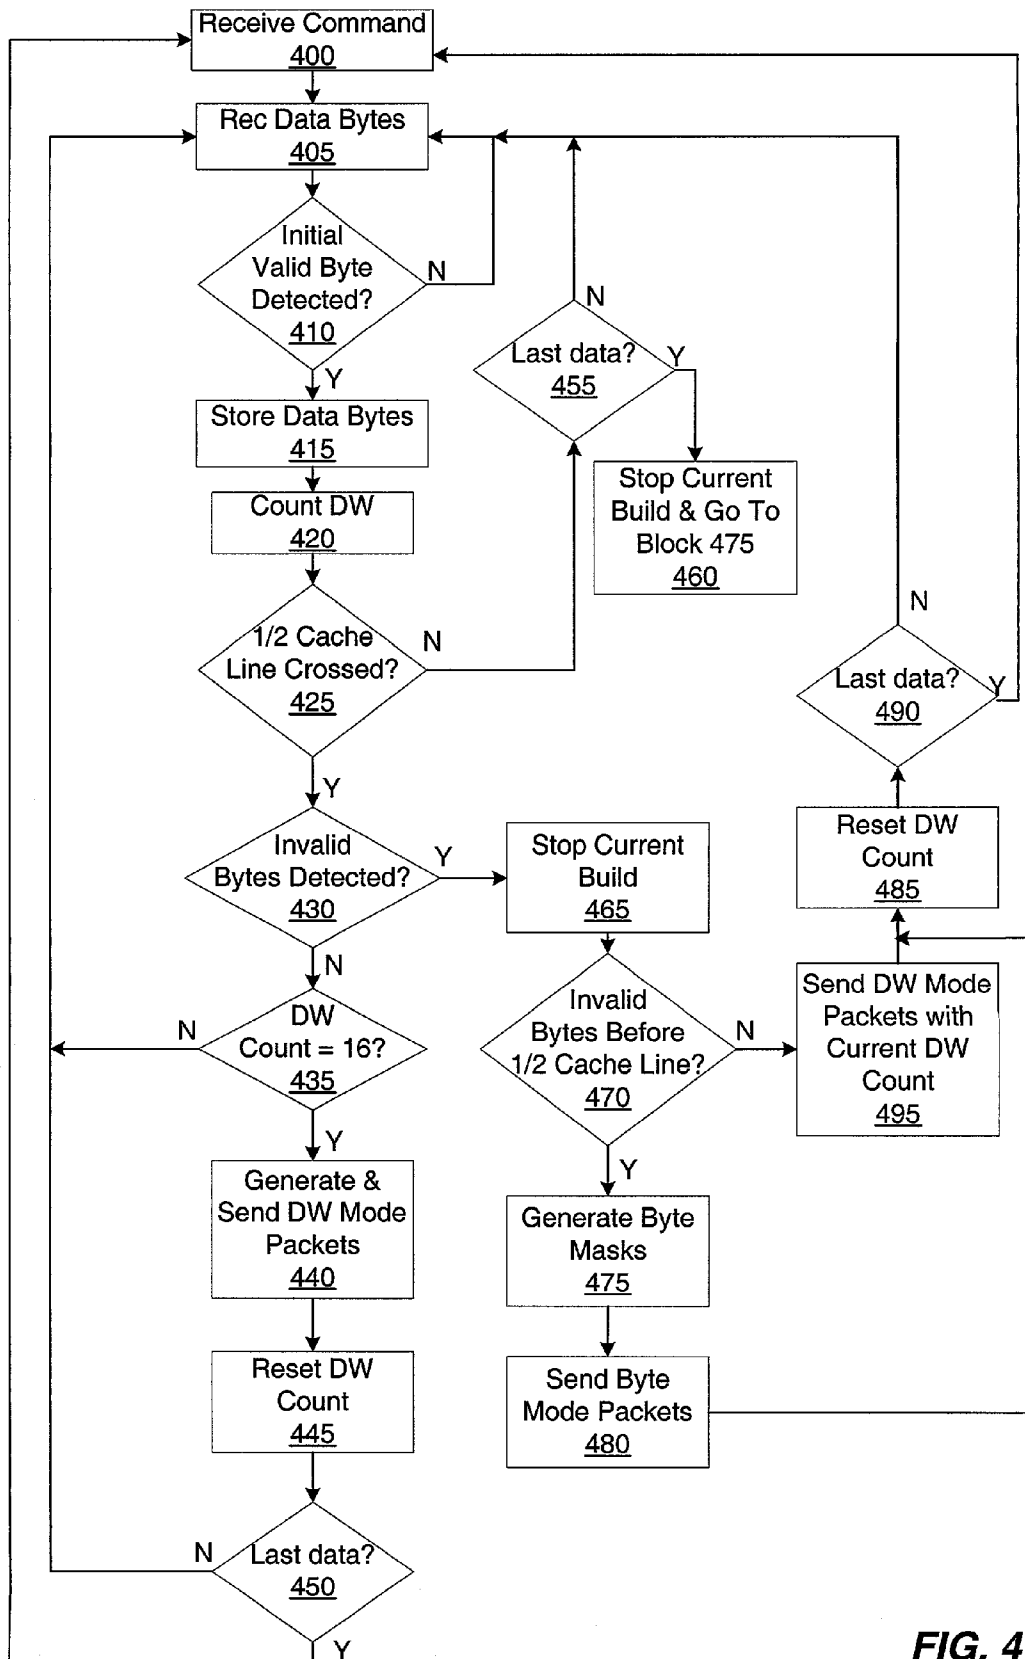 Receive Command
400
Rec Data Bytes
405
Initial
Valid Byte
Detected?
410
N
Y
Store Data Bytes
415
Count DW
420
1/2 Cache
Line Crossed?
425
N
Y
Last data?
455
N
Y
Stop Current
Build & Go To
Block 475
460
Invalid
Bytes Detected?
430
Y
N
DW
Count = 16?
435
N
Y
Generate &
Send DW Mode
Packets
440
Reset DW
Count
445
Last data?
450
N
Y
Stop Current
Build
465
Invalid
Bytes Before
1/2 Cache Line?
470
N
Y
Generate Byte
Masks
475
Send Byte
Mode Packets
480
Last data?
490
N
Y
Reset DW
Count
485
Send DW Mode
Packets with
Current DW
Count
495
FIG. 4